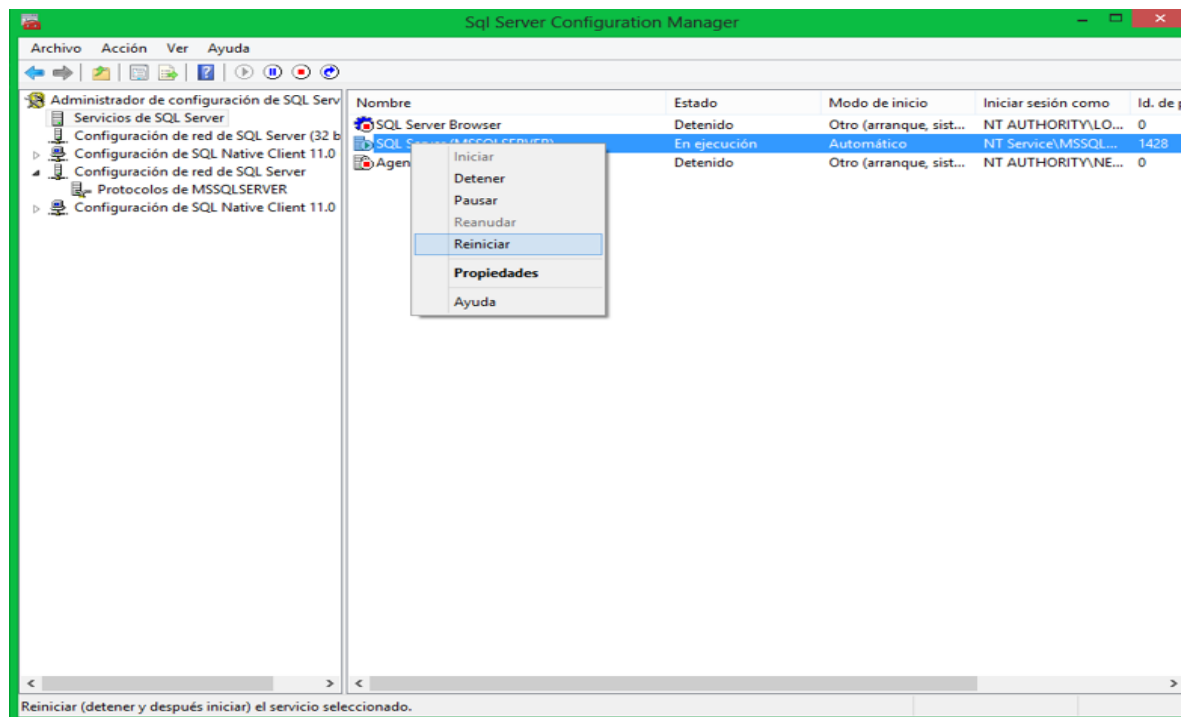 Sql Server Configuration Manager
Archivo Acción Ver Ayuda
Administrador de configuración de SQL Serv
Servicios de SQL Server
Configuración de red de SQL Server (32 b
Configuración de SQL Native Client 11.0
Configuración de red de SQL Server
Protocolos de MSSQLSERVER
Configuración de SQL Native Client 11.0
Nombre Estado Modo de inicio Iniciar sesión como Id. de p
SQL Server Browser Detenido Otro (arranque, sist... NT AUTHORITY\LO... 0
SQL Server (MSSQLSERVER) En ejecución Automático NT Service\MSSQL... 1428
Agen Detenido Otro (arranque, sist... NT AUTHORITY\NE... 0
Iniciar
Detener
Pausar
Reanudar
Reiniciar
Propiedades
Ayuda
Reiniciar (detener y después iniciar) el servicio seleccionado.